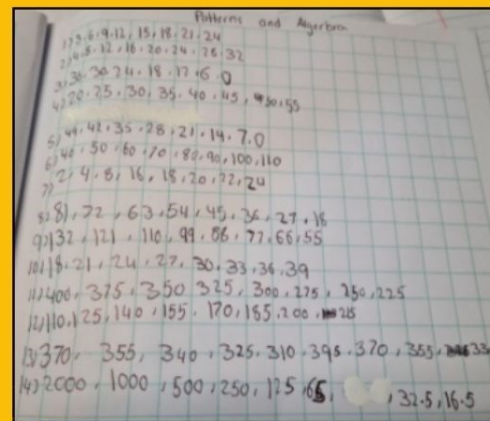 Patterns and Algerbra
1) 3.6.9.12, 15.18.21.24
2) 4.8.12, 16.20.24.28.32
3) 36.30 24.18.12.6.0
4) 20.25.30, 35.40.45, 50.55
5) 49.42.35.28.21.14.7.0
6) 40.50.60.70.80.90,100,110
7) 2.4.8,16,18,20,22,24
8) 81,72,63,54,45.36,27,18
9) 132, 121, 110, 99.88.77.66,55
10) 18.21,24,27,30.33,36,39
11) 400, 375, 350 325, 300,275,250,225
12) 110,125,140,155.170,185,200
13) 370, 355, 340, 325.310.395.370,355
14) 2000, 1000, 500, 250, 125, , 32.5, 16.5